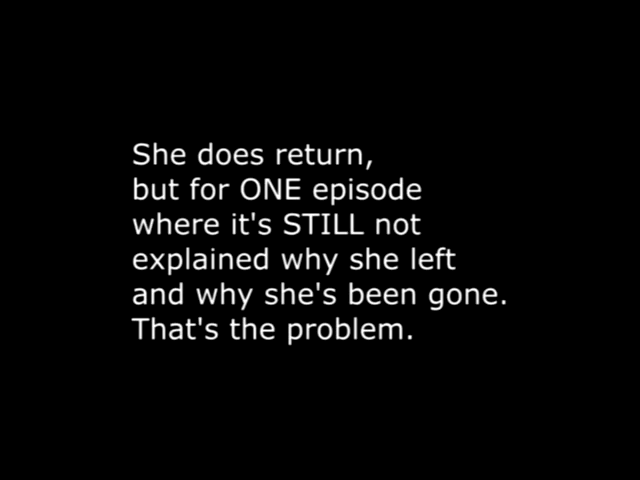 She does return,
but for ONE episode
where it's STILL not
explained why she left
and why she's been gone.
That's the problem.